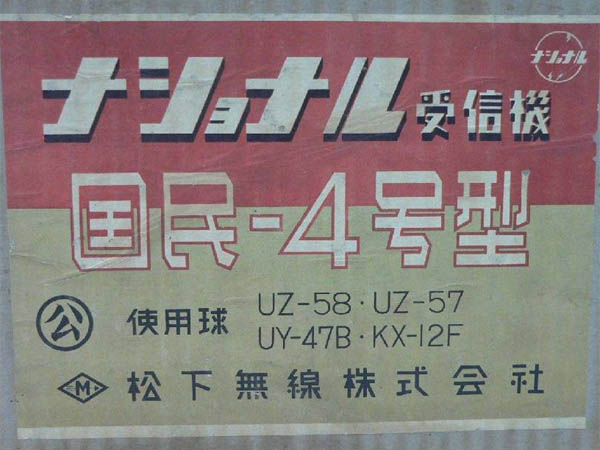 ナショナル
ナショナル受信機
国民-4号型
公 使用球 UZ-58・UZ-57
UY-47B・KX-12F
M 松下無線株式会社